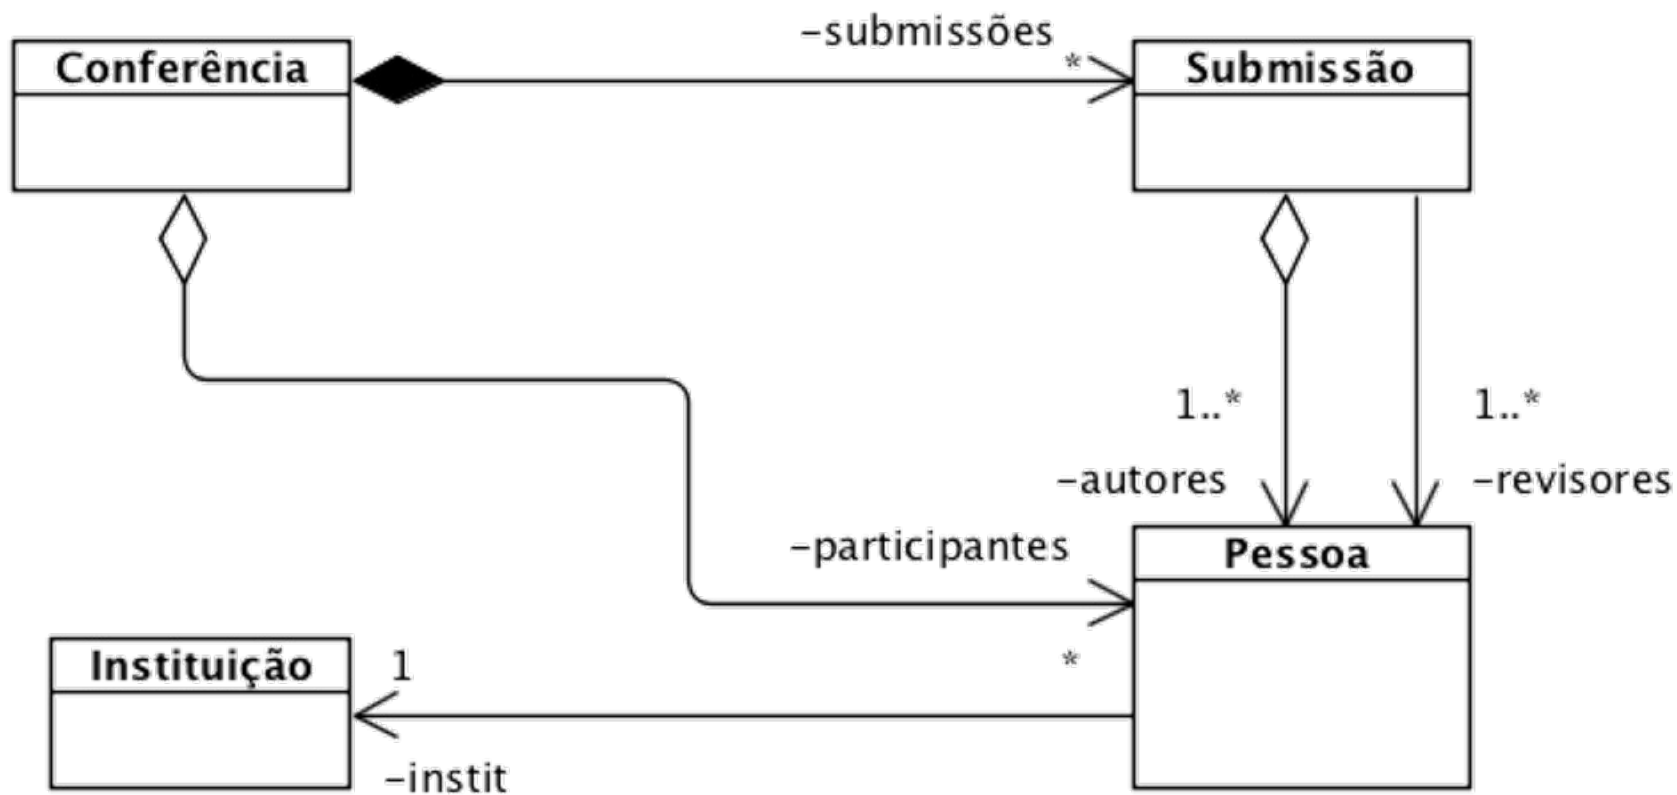 -submissões
Conferência
*
Submissão
1..*
1..*
-autores
-revisores
-participantes
Pessoa
*
Instituição
1
-instit